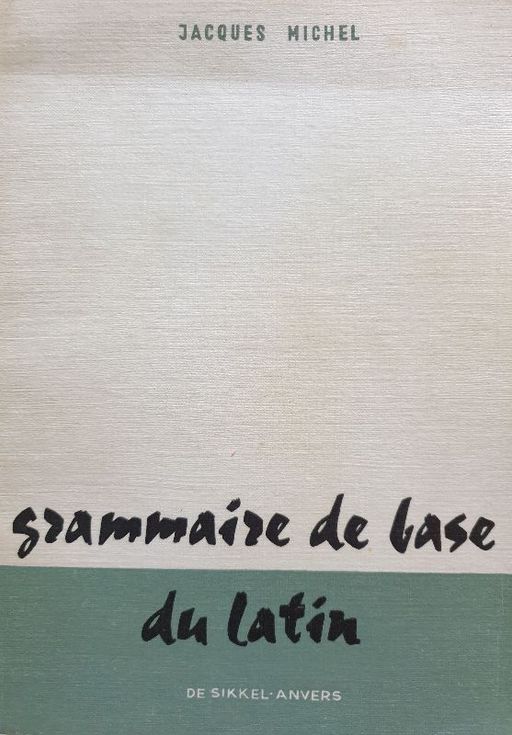 JACQUES MICHEL
grammaire de base
du latin
DE SIKKEL-ANVERS